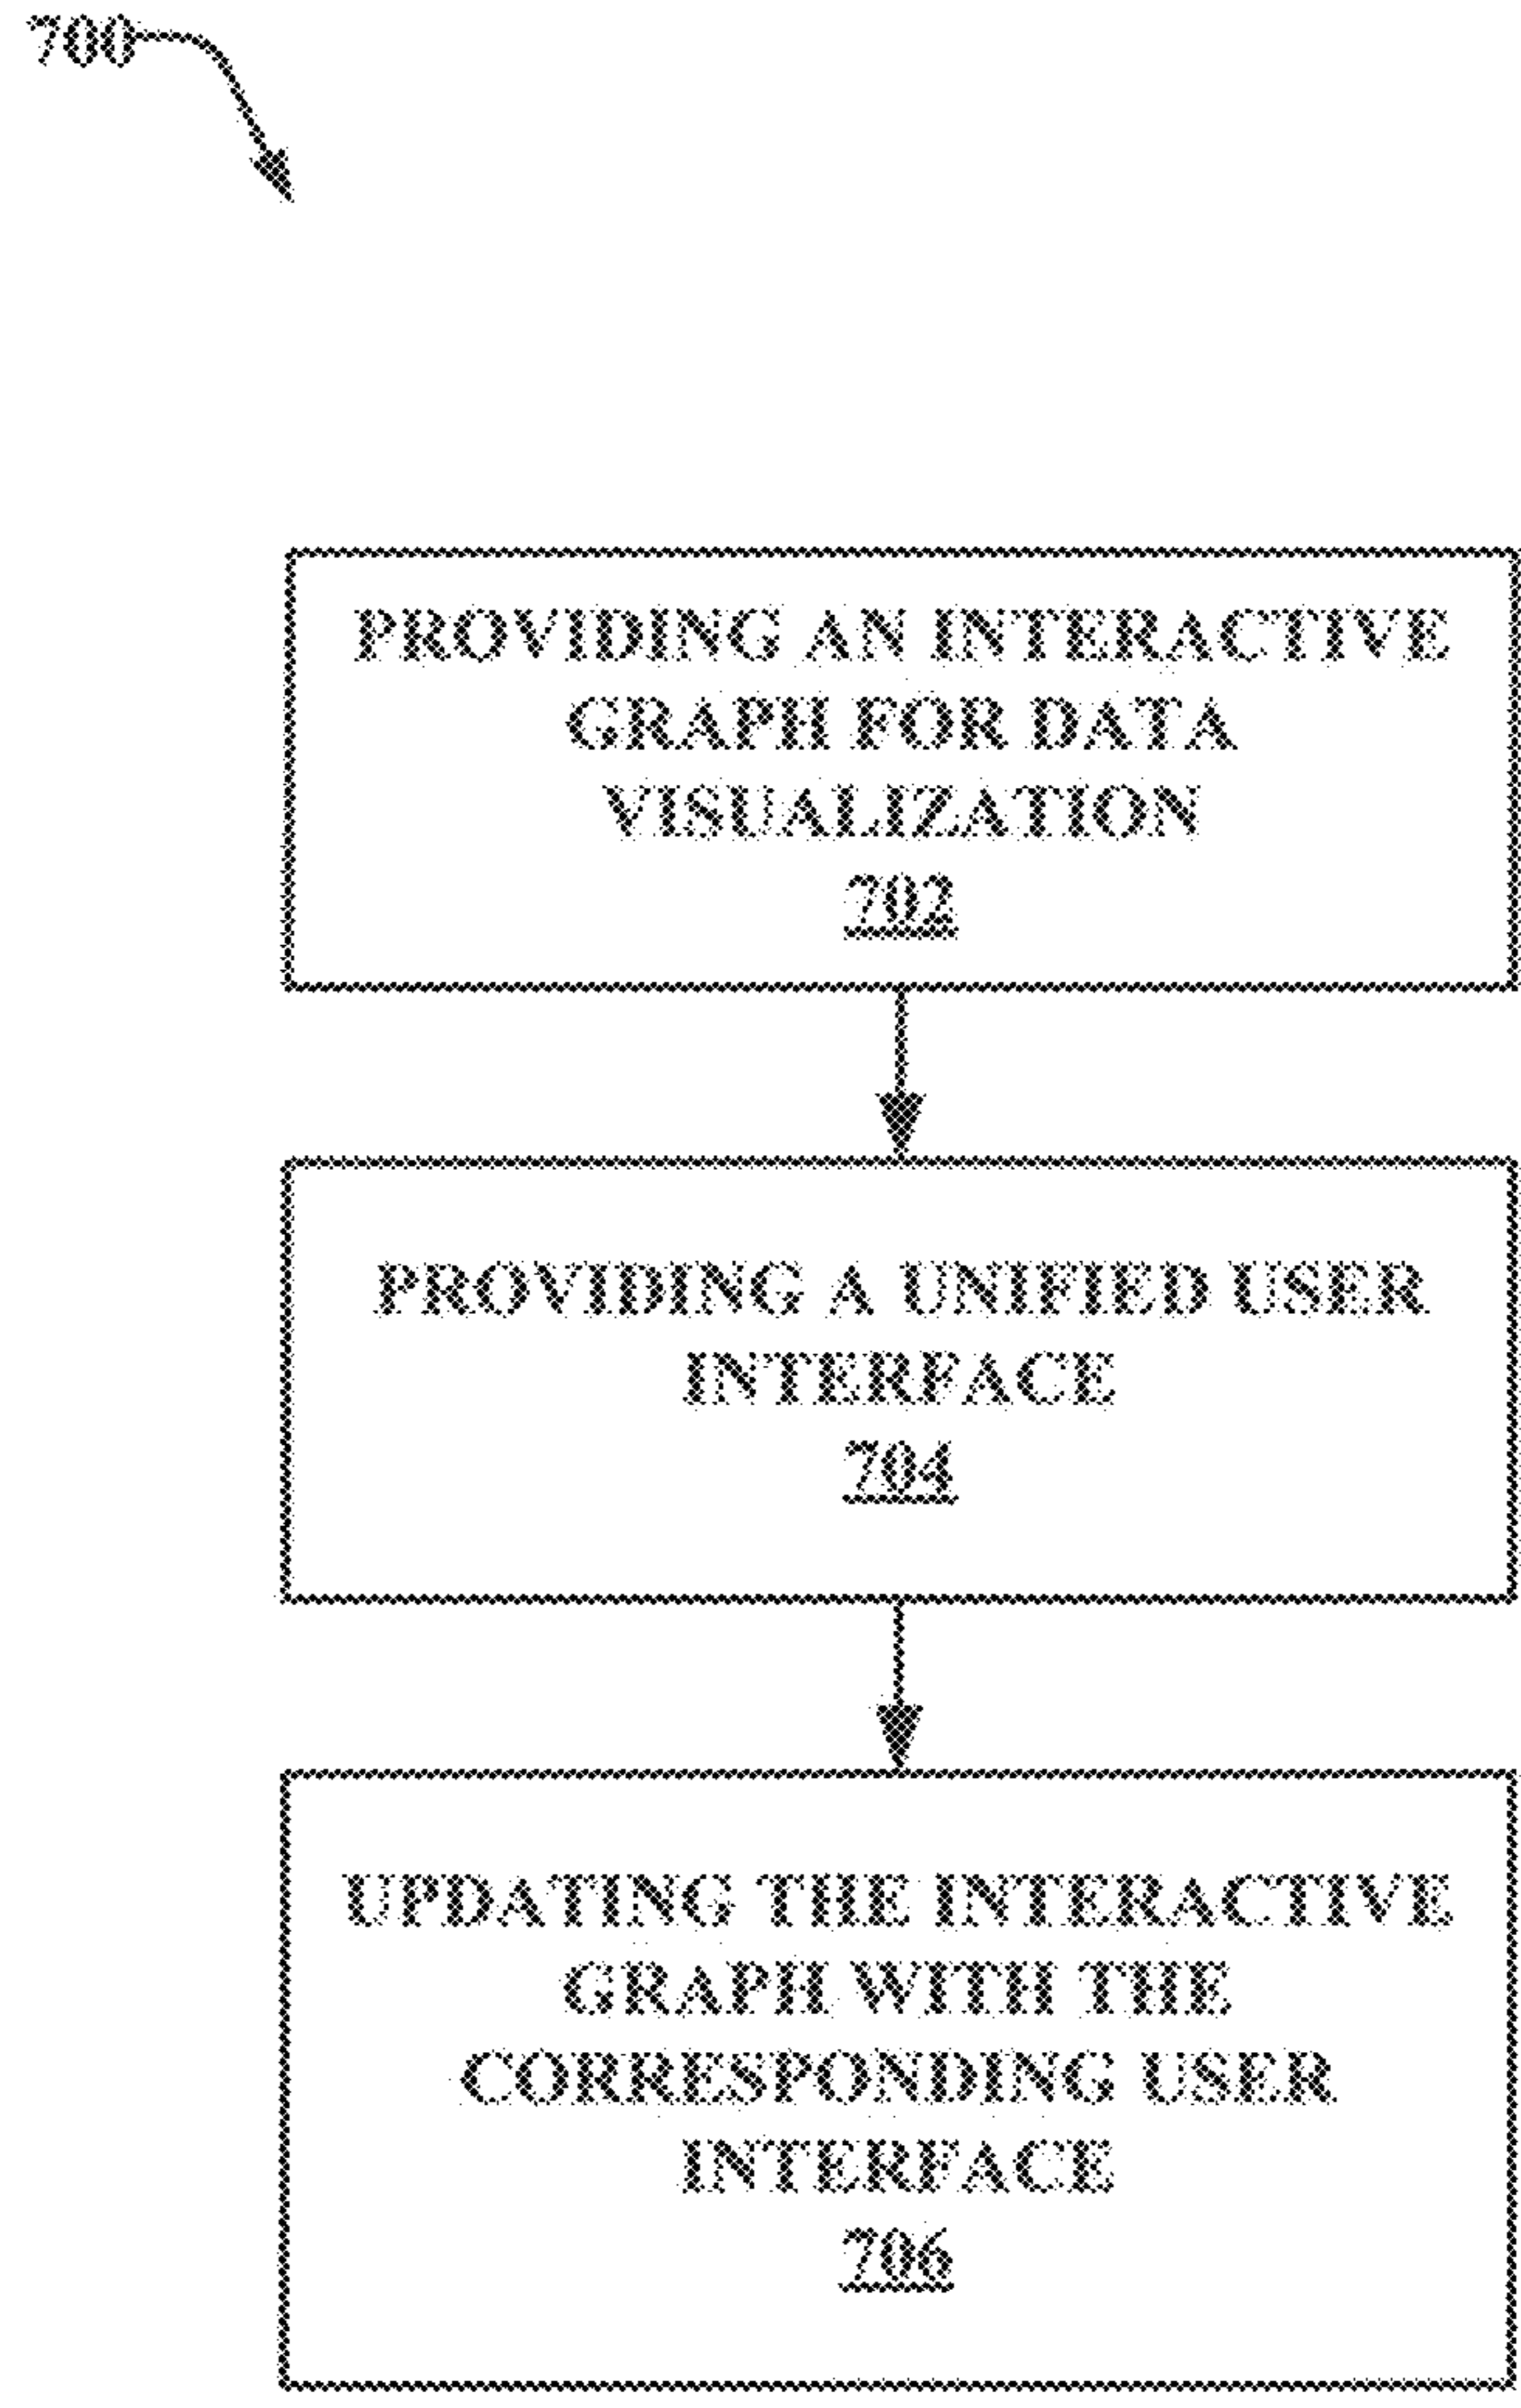 700
PROVIDING AN INTERACTIVE
GRAPH FOR DATA
VISUALIZATION
702
PROVIDING A UNIFIED USER
INTERFACE
704
UPDATING THE INTERACTIVE
GRAPH WITH THE
CORRESPONDING USER
INTERFACE
706